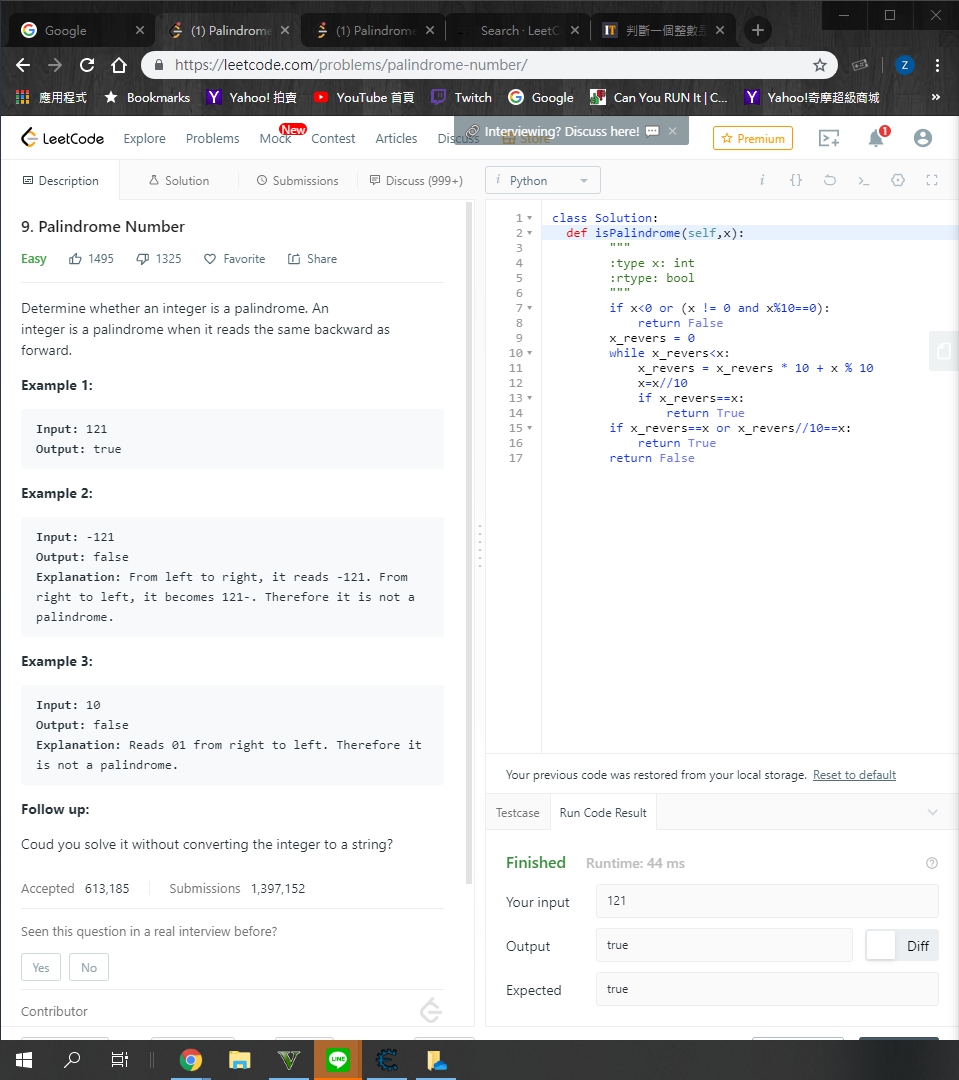 Google
(1) Palindrome
(1) Palindrome
Search · LeetC
IT 判斷一個整數
https://leetcode.com/problems/palindrome-number/
Z
應用程式
Bookmarks
Yahoo! 拍賣
YouTube 首頁
Twitch
Google
Can You RUN It | C...
Yahoo!奇摩超級商城
»
LeetCode
Explore
Problems
Mock
New
Contest
Articles
Discuss
Interviewing? Discuss here!
Store
Premium
1
Description
Solution
Submissions
Discuss (999+)
i Python
9. Palindrome Number
Easy
1495
1325
Favorite
Share
Determine whether an integer is a palindrome. An
integer is a palindrome when it reads the same backward as
forward.
Example 1:
Input: 121
Output: true
Example 2:
Input: -121
Output: false
Explanation: From left to right, it reads -121. From
right to left, it becomes 121-. Therefore it is not a
palindrome.
Example 3:
Input: 10
Output: false
Explanation: Reads 01 from right to left. Therefore it
is not a palindrome.
Follow up:
Coud you solve it without converting the integer to a string?
Accepted 613,185
Submissions 1,397,152
Seen this question in a real interview before?
Yes
No
Contributor
1 class Solution:
2 def isPalindrome(self,x):
3 """
4 :type x: int
5 :rtype: bool
6 """
7 if x<0 or (x != 0 and x%10==0):
8 return False
9 x_revers = 0
10 while x_revers<x:
11 x_revers = x_revers * 10 + x % 10
12 x=x//10
13 if x_revers==x:
14 return True
15 if x_revers==x or x_revers//10==x:
16 return True
17 return False
Your previous code was restored from your local storage. Reset to default
Testcase
Run Code Result
Finished
Runtime: 44 ms
Your input
121
Output
true
Diff
Expected
true
LINE